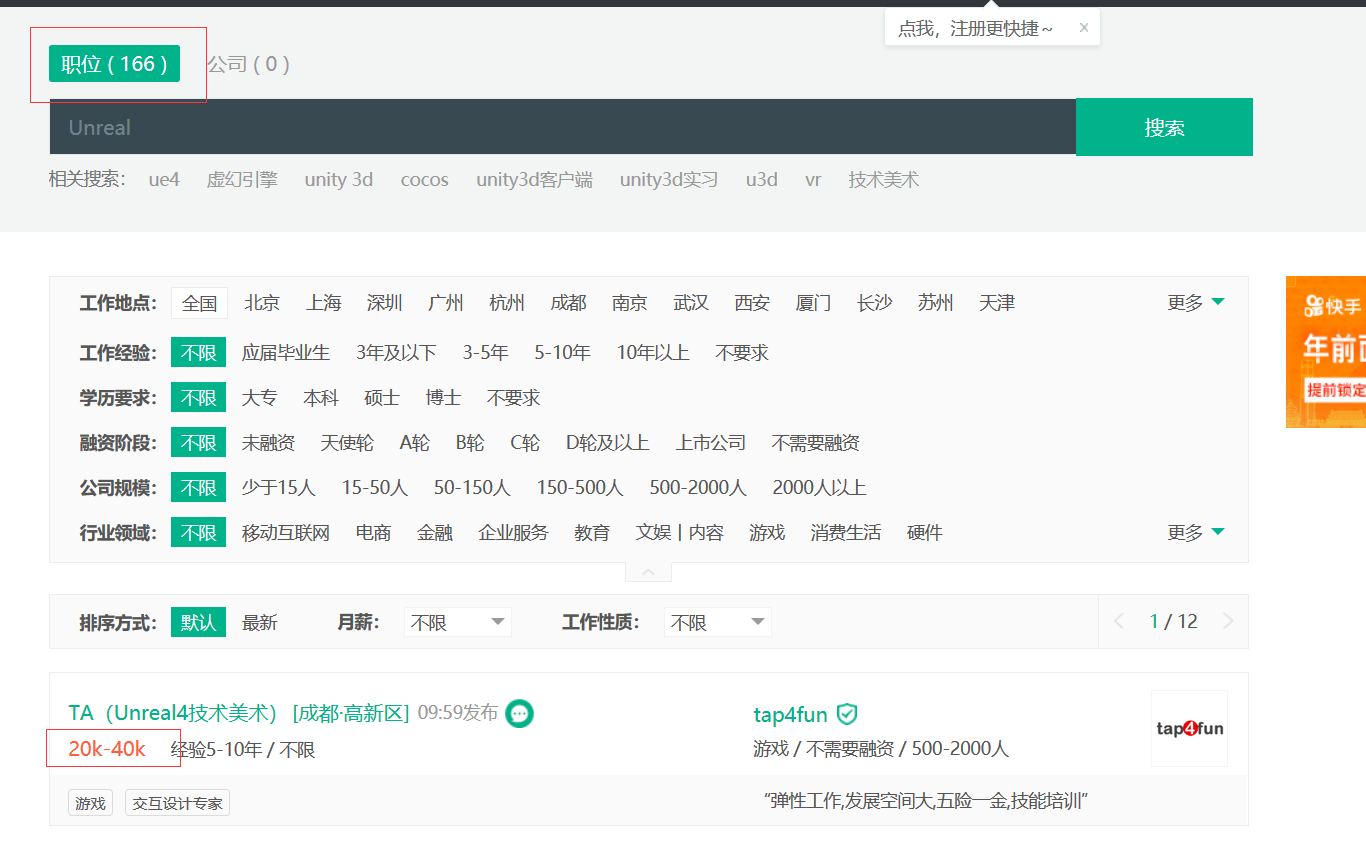 点我，注册更快捷~ ×
职位 ( 166 ) 公司 ( 0 )
Unreal 搜索
相关搜索： ue4 虚幻引擎 unity 3d cocos unity3d客户端 unity3d实习 u3d vr 技术美术
工作地点： 全国 北京 上海 深圳 广州 杭州 成都 南京 武汉 西安 厦门 长沙 苏州 天津 更多
工作经验： 不限 应届毕业生 3年及以下 3-5年 5-10年 10年以上 不要求
学历要求： 不限 大专 本科 硕士 博士 不要求
融资阶段： 不限 未融资 天使轮 A轮 B轮 C轮 D轮及以上 上市公司 不需要融资
公司规模： 不限 少于15人 15-50人 50-150人 150-500人 500-2000人 2000人以上
行业领域： 不限 移动互联网 电商 金融 企业服务 教育 文娱丨内容 游戏 消费生活 硬件 更多
快手
年前面
提前锁定
排序方式： 默认 最新 月薪： 不限 工作性质： 不限 1 / 12
TA（Unreal4技术美术） [成都·高新区] 09:59发布
20k-40k 经验5-10年 / 不限
tap4fun
游戏 / 不需要融资 / 500-2000人
tap4fun
游戏 交互设计专家
“弹性工作,发展空间大,五险一金,技能培训”